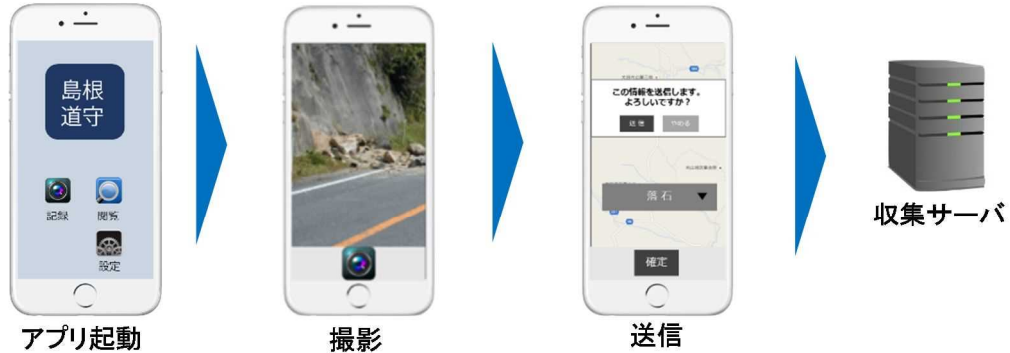 島根
道守
記録
閲覧
設定
アプリ起動
撮影
この情報を送信します。
よろしいですか?
送信
やめる
落石
確定
送信
収集サーバ